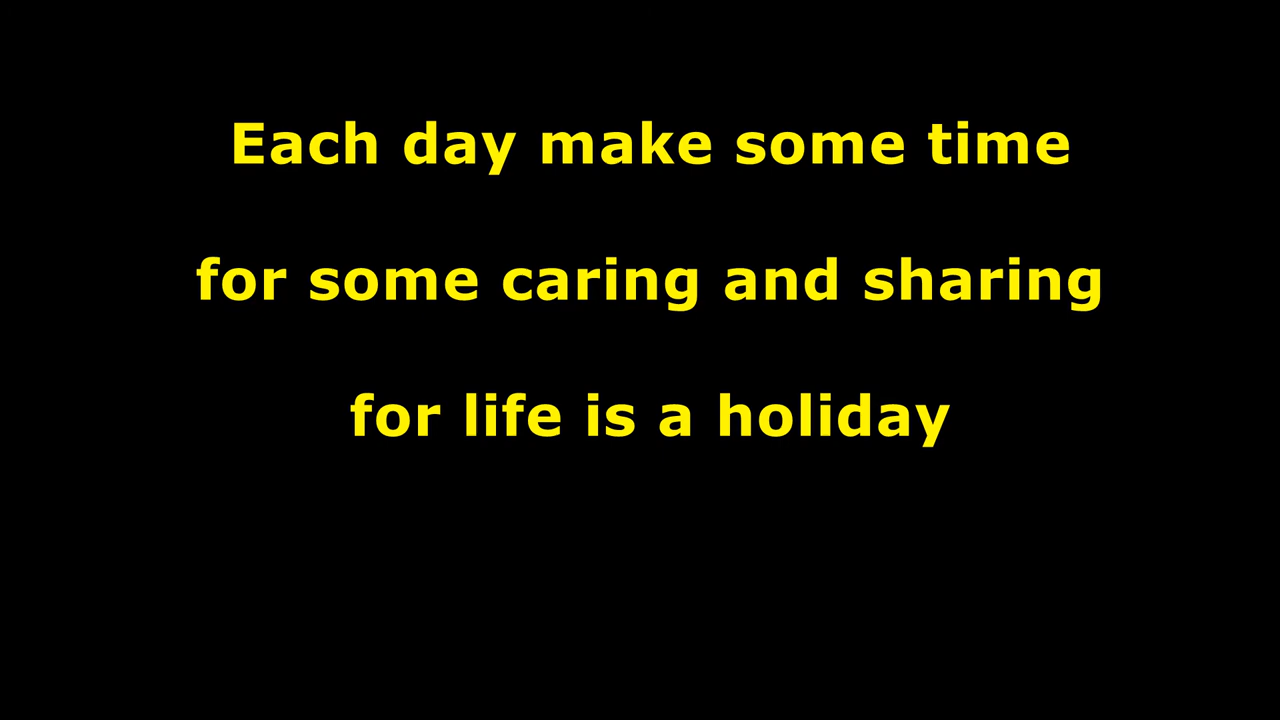 Each day make some time
for some caring and sharing
for life is a holiday